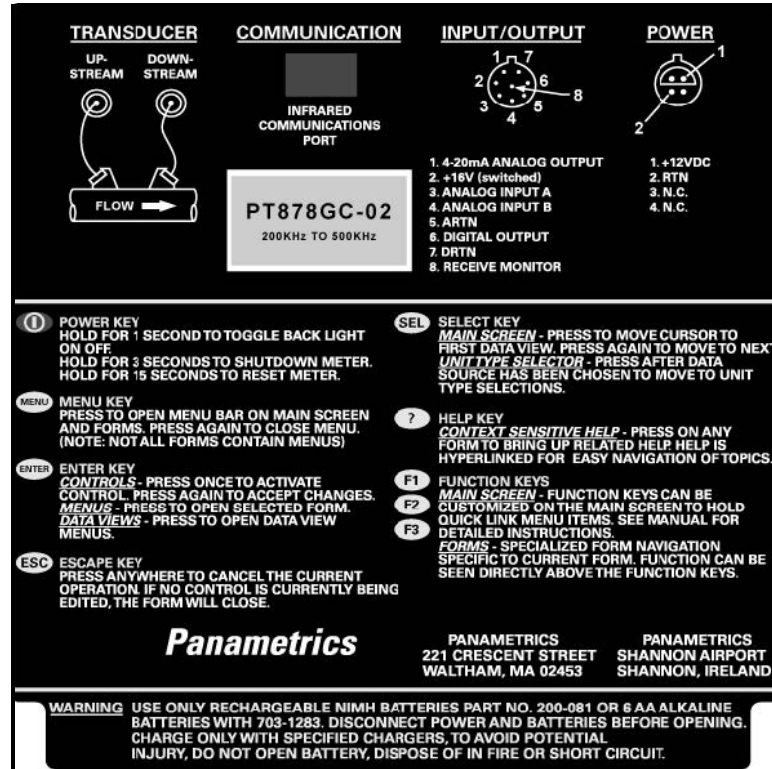 TRANSDUCER
UP-
STREAM
DOWN-
STREAM
FLOW
COMMUNICATION
INFRARED
COMMUNICATIONS
PORT
PT878GC-02
200KHz TO 500KHz
INPUT/OUTPUT
1
7
2
6
8
3
5
4
1. 4-20mA ANALOG OUTPUT
2. +16V (switched)
3. ANALOG INPUT A
4. ANALOG INPUT B
5. ARTN
6. DIGITAL OUTPUT
7. DRTN
8. RECEIVE MONITOR
POWER
1
2
1. +12VDC
2. RTN
3. N.C.
4. N.C.
POWER KEY
HOLD FOR 1 SECOND TO TOGGLE BACK LIGHT
ON OFF.
HOLD FOR 3 SECONDS TO SHUTDOWN METER.
HOLD FOR 15 SECONDS TO RESET METER.
MENU MENU KEY
PRESS TO OPEN MENU BAR ON MAIN SCREEN
AND FORMS. PRESS AGAIN TO CLOSE MENU.
(NOTE: NOT ALL FORMS CONTAIN MENUS)
ENTER ENTER KEY
CONTROLS - PRESS ONCE TO ACTIVATE
CONTROL. PRESS AGAIN TO ACCEPT CHANGES.
MENUS - PRESS TO OPEN SELECTED FORM.
DATA VIEWS - PRESS TO OPEN DATA VIEW
MENUS.
ESC ESCAPE KEY
PRESS ANYWHERE TO CANCEL THE CURRENT
OPERATION. IF NO CONTROL IS CURRENTLY BEING
EDITED, THE FORM WILL CLOSE.
SEL SELECT KEY
MAIN SCREEN - PRESS TO MOVE CURSOR TO
FIRST DATA VIEW. PRESS AGAIN TO MOVE TO NEXT
UNIT TYPE SELECTOR - PRESS AFTER DATA
SOURCE HAS BEEN CHOSEN TO MOVE TO UNIT
TYPE SELECTIONS.
? HELP KEY
CONTEXT SENSITIVE HELP - PRESS ON ANY
FORM TO BRING UP RELATED HELP. HELP IS
HYPERLINKED FOR EASY NAVIGATION OF TOPICS.
F1 FUNCTION KEYS
MAIN SCREEN - FUNCTION KEYS CAN BE
F2 CUSTOMIZED ON THE MAIN SCREEN TO HOLD
QUICK LINK MENU ITEMS. SEE MANUAL FOR
F3 DETAILED INSTRUCTIONS.
FORMS - SPECIALIZED FORM NAVIGATION
SPECIFIC TO CURRENT FORM. FUNCTION CAN BE
SEEN DIRECTLY ABOVE THE FUNCTION KEYS.
Panametrics
PANAMETRICS
221 CRESCENT STREET
WALTHAM, MA 02453
PANAMETRICS
SHANNON AIRPORT
SHANNON, IRELAND
WARNING USE ONLY RECHARGEABLE NIMH BATTERIES PART NO. 200-081 OR 6 AA ALKALINE
BATTERIES WITH 703-1283. DISCONNECT POWER AND BATTERIES BEFORE OPENING.
CHARGE ONLY WITH SPECIFIED CHARGERS, TO AVOID POTENTIAL
INJURY, DO NOT OPEN BATTERY, DISPOSE OF IN FIRE OR SHORT CIRCUIT.